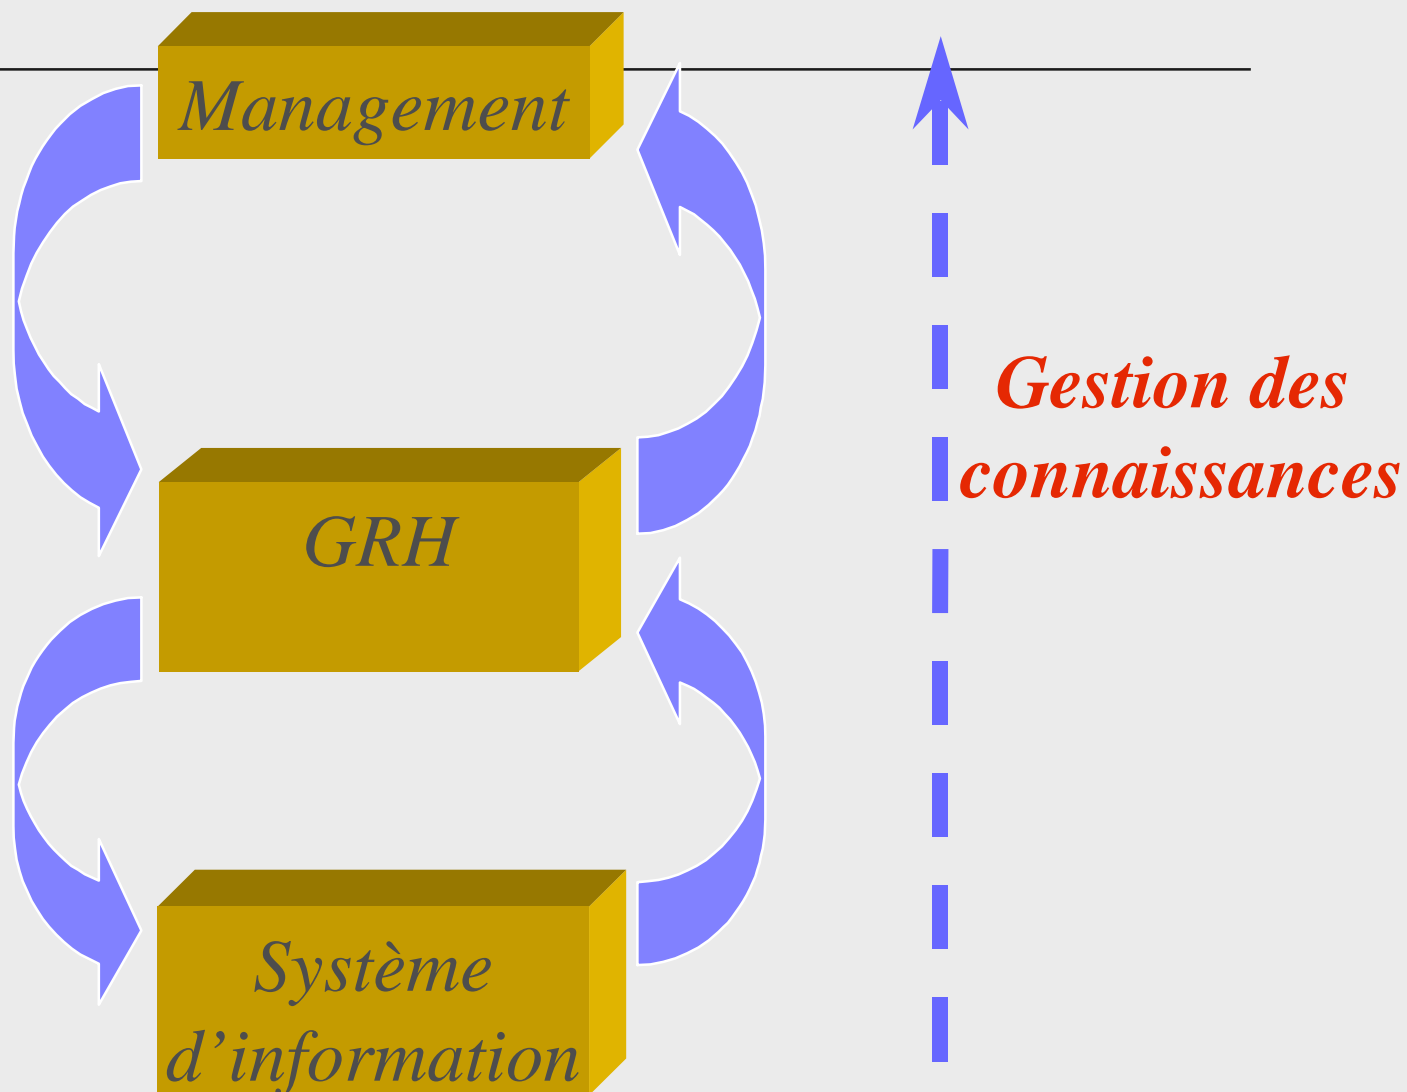 Management
GRH
Gestion des
connaissances
Système
d’information